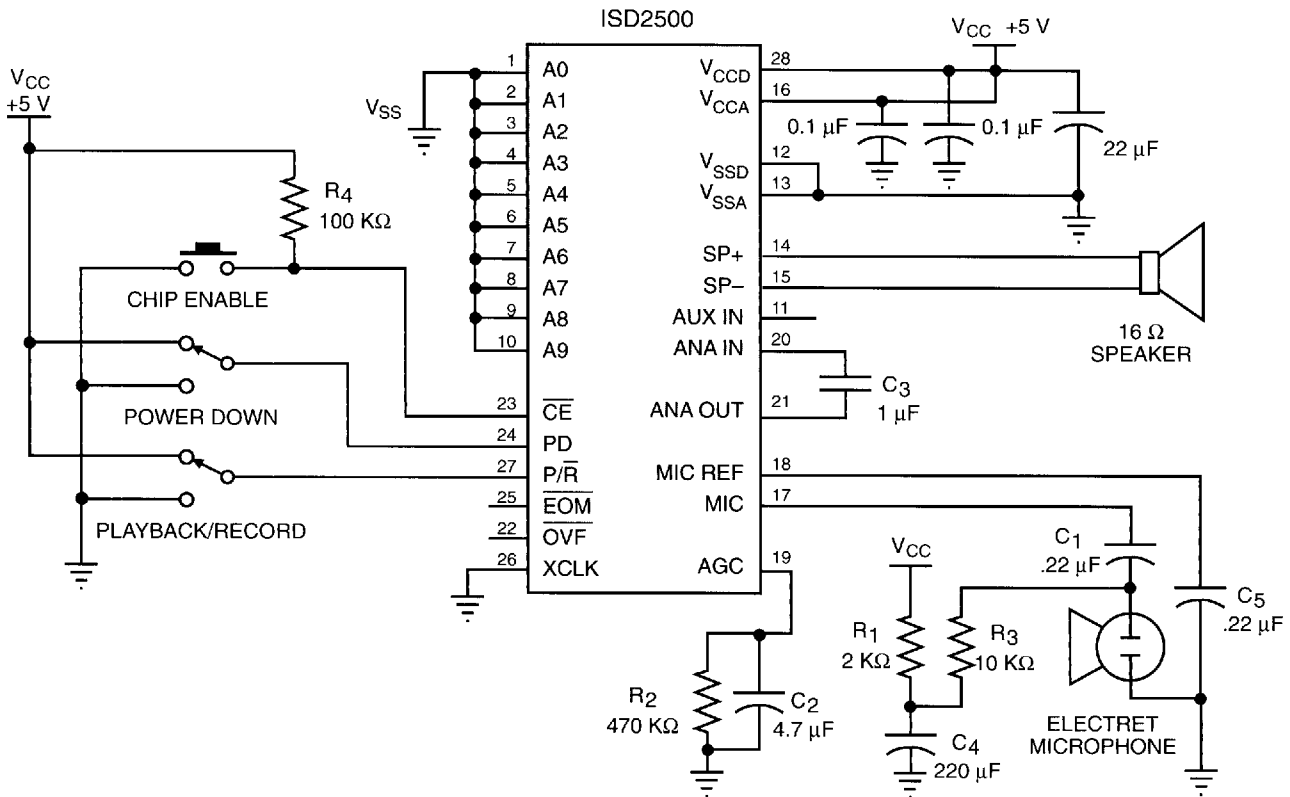 ISD2500
VCC
+5 V
VSS
R4
100 KΩ
CHIP ENABLE
POWER DOWN
PLAYBACK/RECORD
1 A0
2 A1
3 A2
4 A3
5 A4
6 A5
7 A6
8 A7
9 A8
10 A9
23 C̅E̅
24 PD
27 P/R̅
25 E̅O̅M̅
22 O̅V̅F̅
26 XCLK
VCC +5 V
VCCD 28
VCCA 16
0.1 µF
0.1 µF
22 µF
VSSD 12
VSSA 13
SP+ 14
SP– 15
AUX IN 11
ANA IN 20
ANA OUT 21
MIC REF 18
MIC 17
AGC 19
16 Ω
SPEAKER
C3
1 µF
C1
.22 µF
C5
.22 µF
VCC
R1
2 KΩ
R3
10 KΩ
R2
470 KΩ
C2
4.7 µF
C4
220 µF
ELECTRET
MICROPHONE